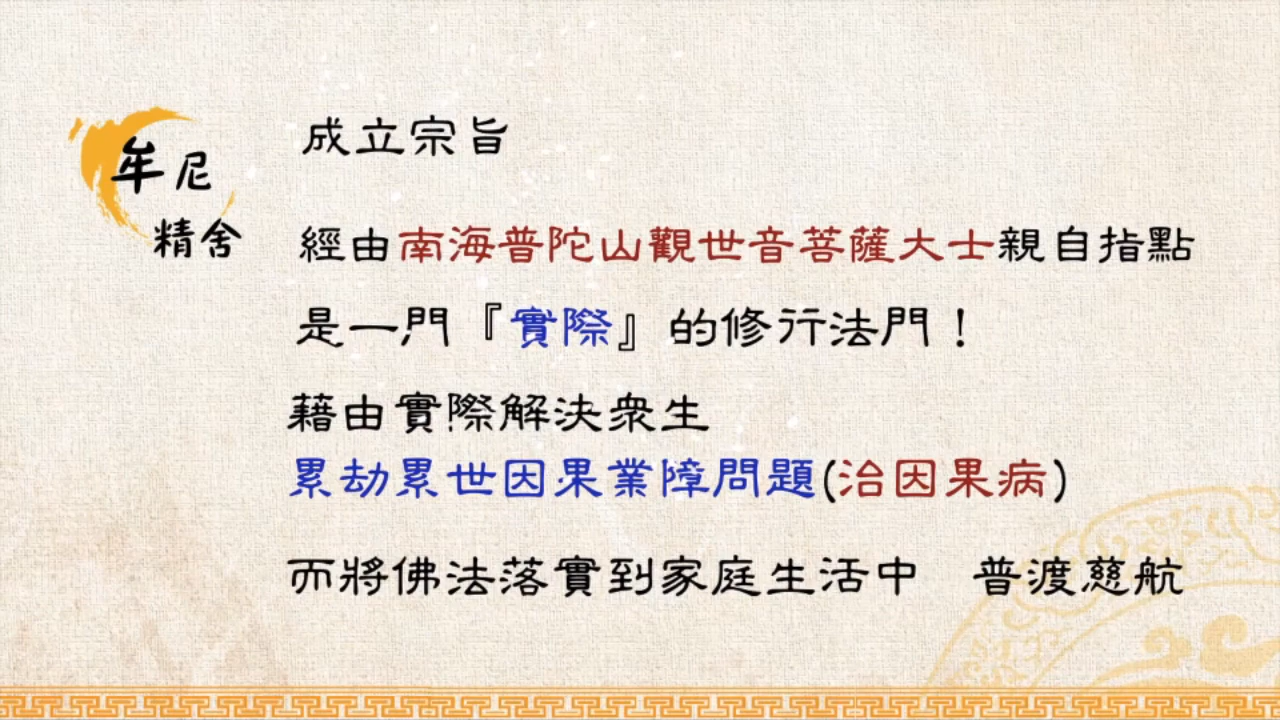 牟尼
精舍
成立宗旨
經由南海普陀山觀世音菩薩大士親自指點
是一門『實際』的修行法門！
藉由實際解決衆生
累劫累世因果業障問題(治因果病)
而將佛法落實到家庭生活中　普渡慈航